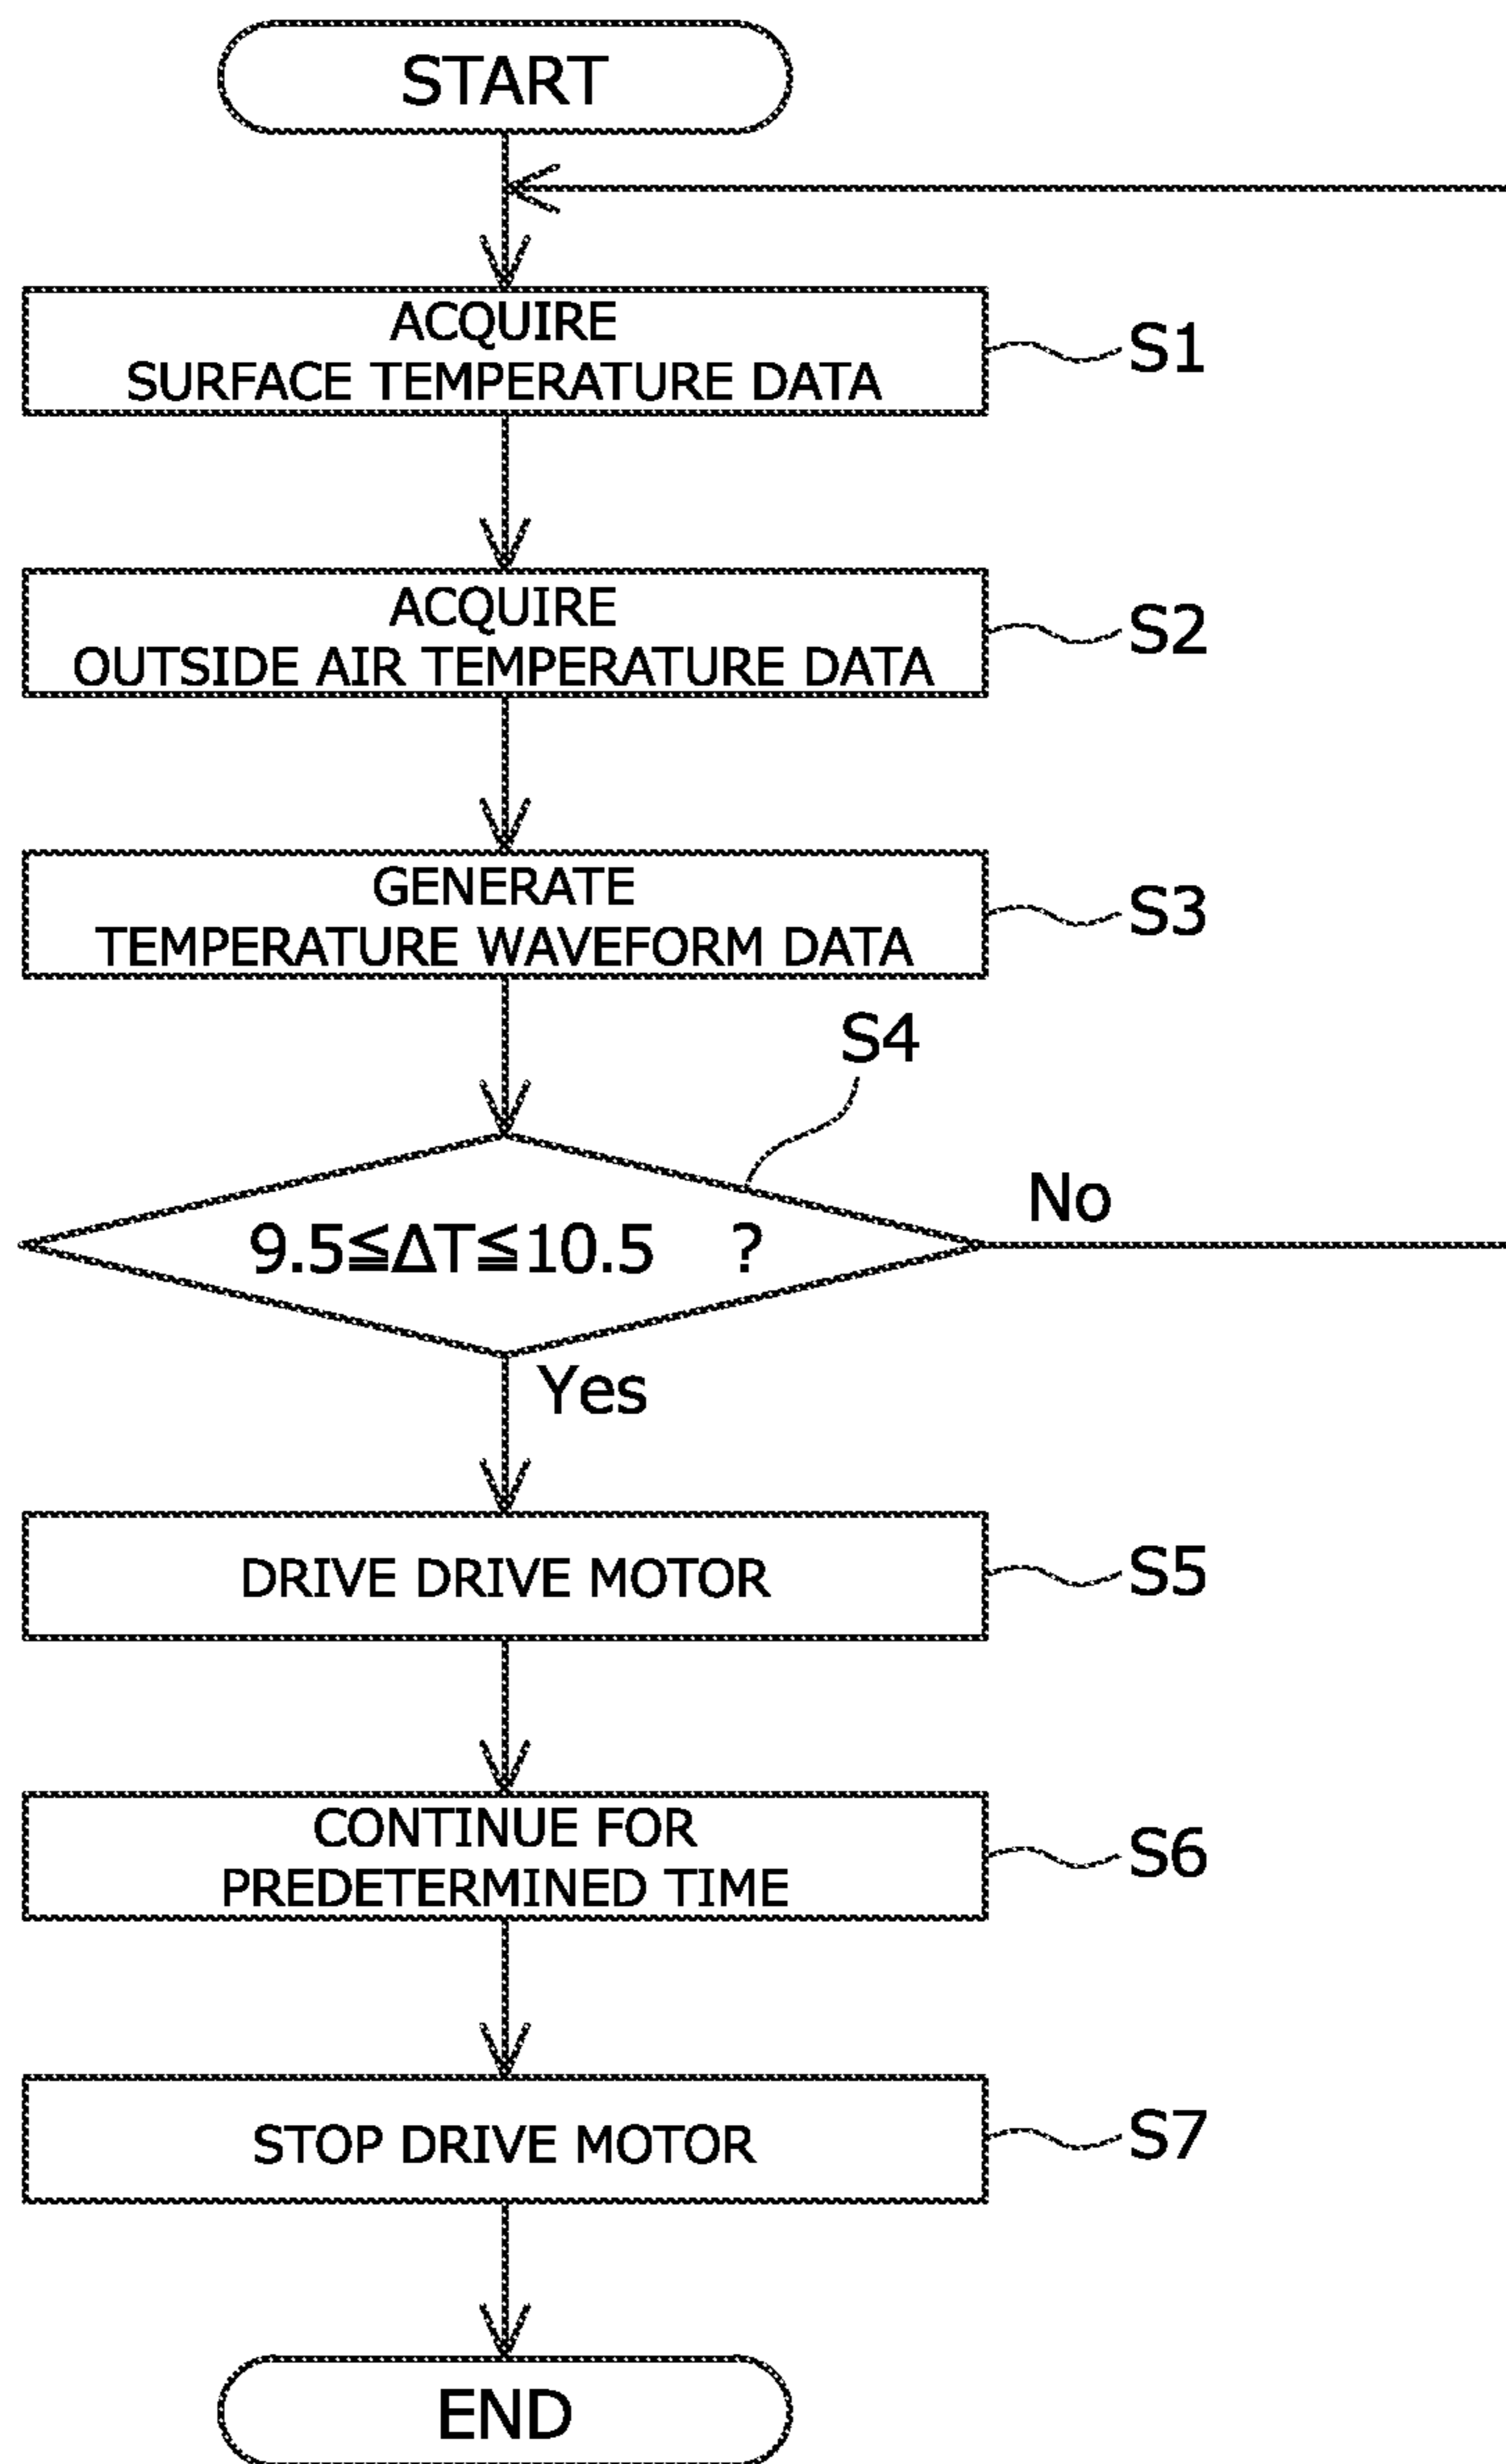 START
ACQUIRE
SURFACE TEMPERATURE DATA
S1
ACQUIRE
OUTSIDE AIR TEMPERATURE DATA
S2
GENERATE
TEMPERATURE WAVEFORM DATA
S3
S4
9.5≦ΔT≦10.5 ?
No
Yes
DRIVE DRIVE MOTOR
S5
CONTINUE FOR
PREDETERMINED TIME
S6
STOP DRIVE MOTOR
S7
END